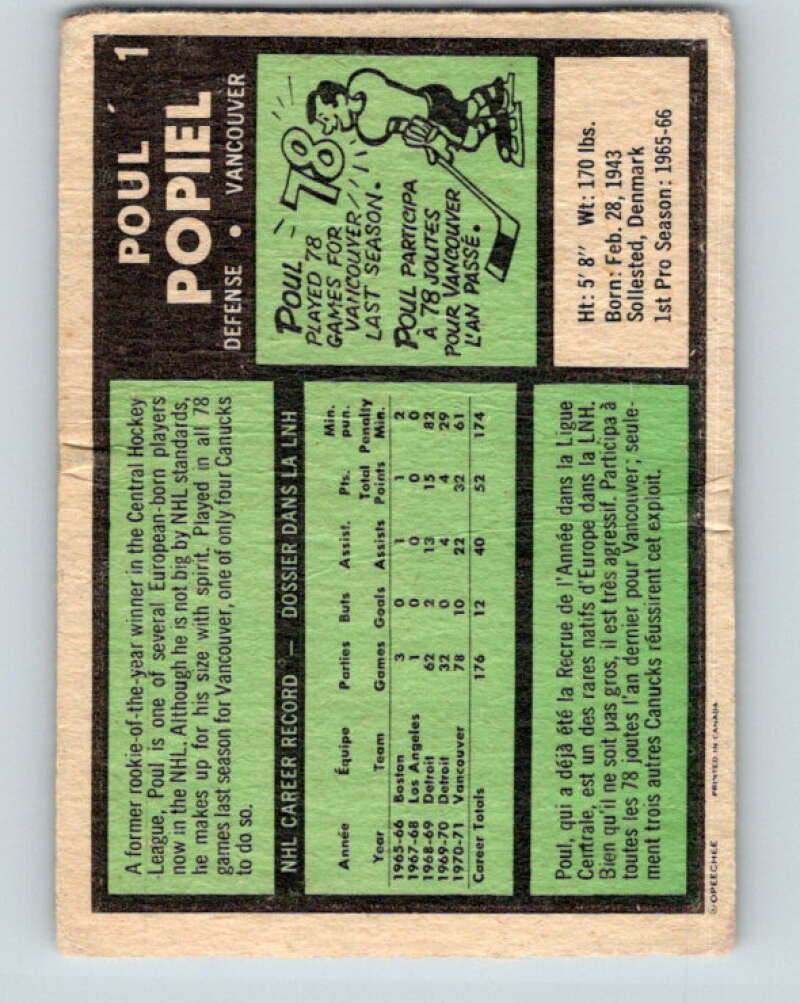 POUL 1
POPIEL
DEFENSE • VANCOUVER
A former rookie-of-the-year winner in the Central Hockey
League, Poul is one of several European-born players
now in the NHL. Although he is not big by NHL standards,
he makes up for his size with spirit. Played in all 78
games last season for Vancouver, one of only four Canucks
to do so.
78
POUL
PLAYED 78
GAMES FOR
VANCOUVER
LAST SEASON.
POUL PARTICIPA
À 78 JOUTES
POUR VANCOUVER
L'AN PASSÉ.
NHL CAREER RECORD — DOSSIER DANS LA LNH
Année Équipe Parties Buts Assist. Pts. Min. pun.
Year Team Games Goals Assists Total Points Penalty Min.
1965-66 Boston 3 0 1 1 2
1967-68 Los Angeles 1 0 0 0 0
1968-69 Detroit 62 2 13 15 82
1969-70 Detroit 32 0 4 4 29
1970-71 Vancouver 78 10 22 32 61
Career Totals 176 12 40 52 174
Ht: 5' 8" Wt: 170 lbs.
Born: Feb. 28, 1943
Sollested, Denmark
1st Pro Season: 1965-66
Poul, qui a déjà été la Recrue de l'Année dans la Ligue
Centrale, est un des rares natifs d'Europe dans la LNH.
Bien qu'il ne soit pas gros, il est très agressif. Participa à
toutes les 78 joutes l'an dernier pour Vancouver; seule-
ment trois autres Canucks réussirent cet exploit.
©OPEECHEE PRINTED IN CANADA